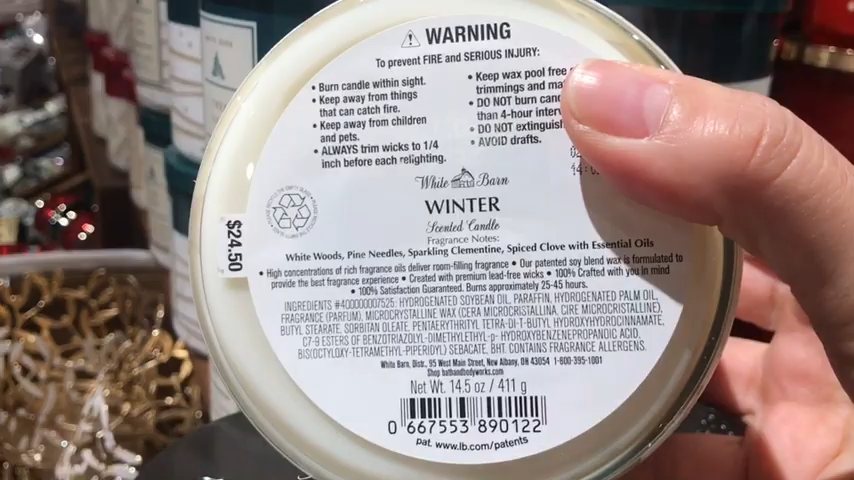 WARNING
To prevent FIRE and SERIOUS INJURY:
• Burn candle within sight.
• Keep away from things
that can catch fire.
• Keep away from children
and pets.
• ALWAYS trim wicks to 1/4
inch before each relighting.
• Keep wax pool free
trimmings and
• DO NOT burn
than 4-hour
• DO NOT
• AVOID drafts.
White Barn
WINTER
Scented Candle
Fragrance Notes:
White Woods, Pine Needles, Sparkling Clementine, Spiced Clove with Essential Oils
• High concentrations of rich fragrance oils deliver room-filling fragrance • Our patented soy blend wax is formulated to
provide the best fragrance experience • Created with premium lead-free wicks • 100% Crafted with you in mind
• 100% Satisfaction Guaranteed. Burns approximately 25-45 hours.
INGREDIENTS #400000007525: HYDROGENATED SOYBEAN OIL, PARAFFIN, HYDROGENATED PALM OIL,
FRAGRANCE (PARFUM), MICROCRYSTALLINE WAX (CERA MICROCRISTALLINA, CIRE MICROCRISTALLINE),
BUTYL STEARATE, SORBITAN OLEATE, PENTAERYTHRITYL TETRA-DI-T-BUTYL HYDROXYHYDROCINNAMATE,
C7-9 ESTERS OF BENZOTRIAZOLYL-DIMETHYLETHYL-p- HYDROXYBENZENEPROPANOIC ACID,
BIS(OCTYLOXY-TETRAMETHYL-PIPERIDYL) SEBACATE, BHT. CONTAINS FRAGRANCE ALLERGENS.
White Barn, Distr., 95 West Main Street, New Albany, OH 43054 1-800-395-1001
Shop bathandbodyworks.com
Net Wt. 14.5 oz / 411 g
0 667553 890122
pat. www.lb.com/patents
$24.50